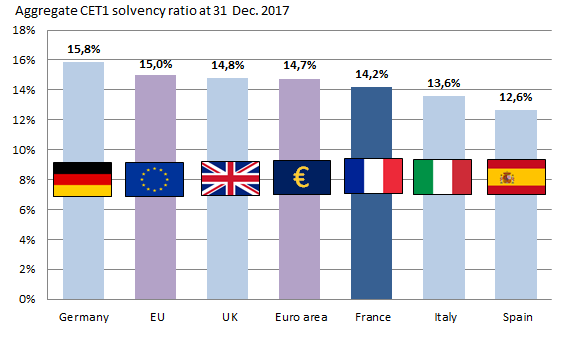 Aggregate CET1 solvency ratio at 31 Dec. 2017
18%
16%
14%
12%
10%
8%
6%
4%
2%
0%
15,8%
15,0%
14,8%
14,7%
14,2%
13,6%
12,6%
€
Germany
EU
UK
Euro area
France
Italy
Spain